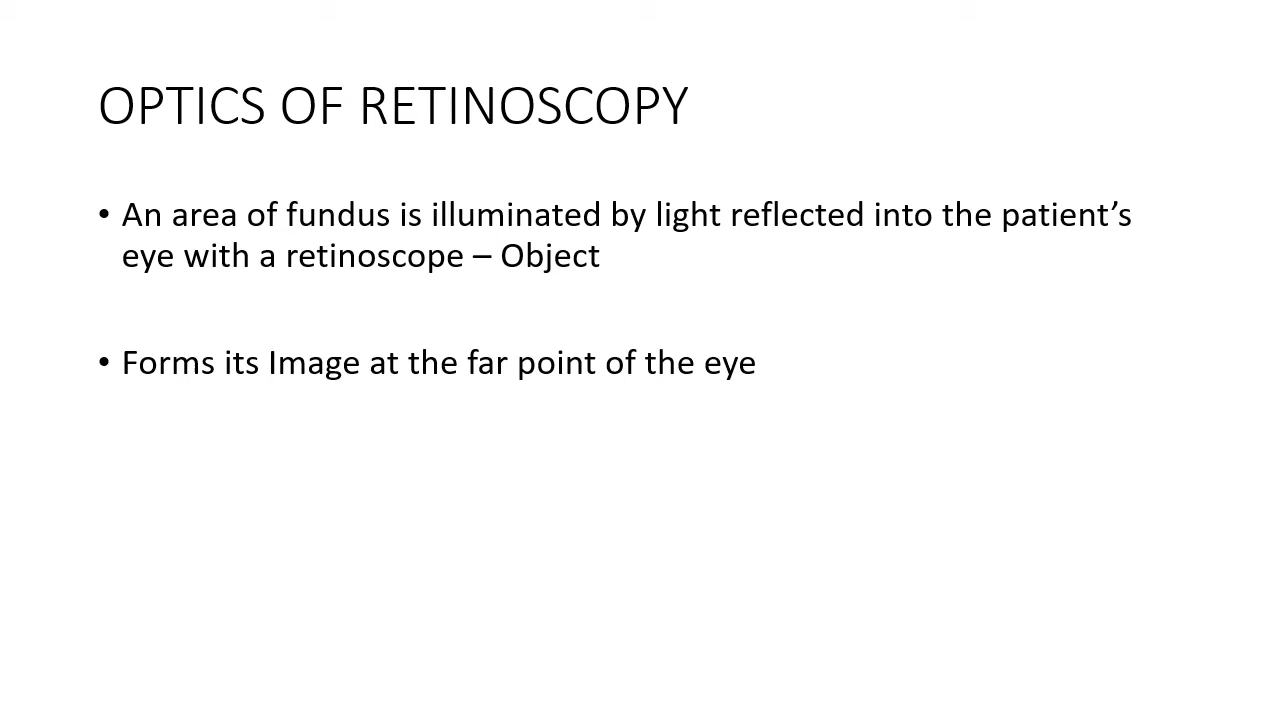 OPTICS OF RETINOSCOPY
• An area of fundus is illuminated by light reflected into the patient’s
eye with a retinoscope – Object
• Forms its Image at the far point of the eye